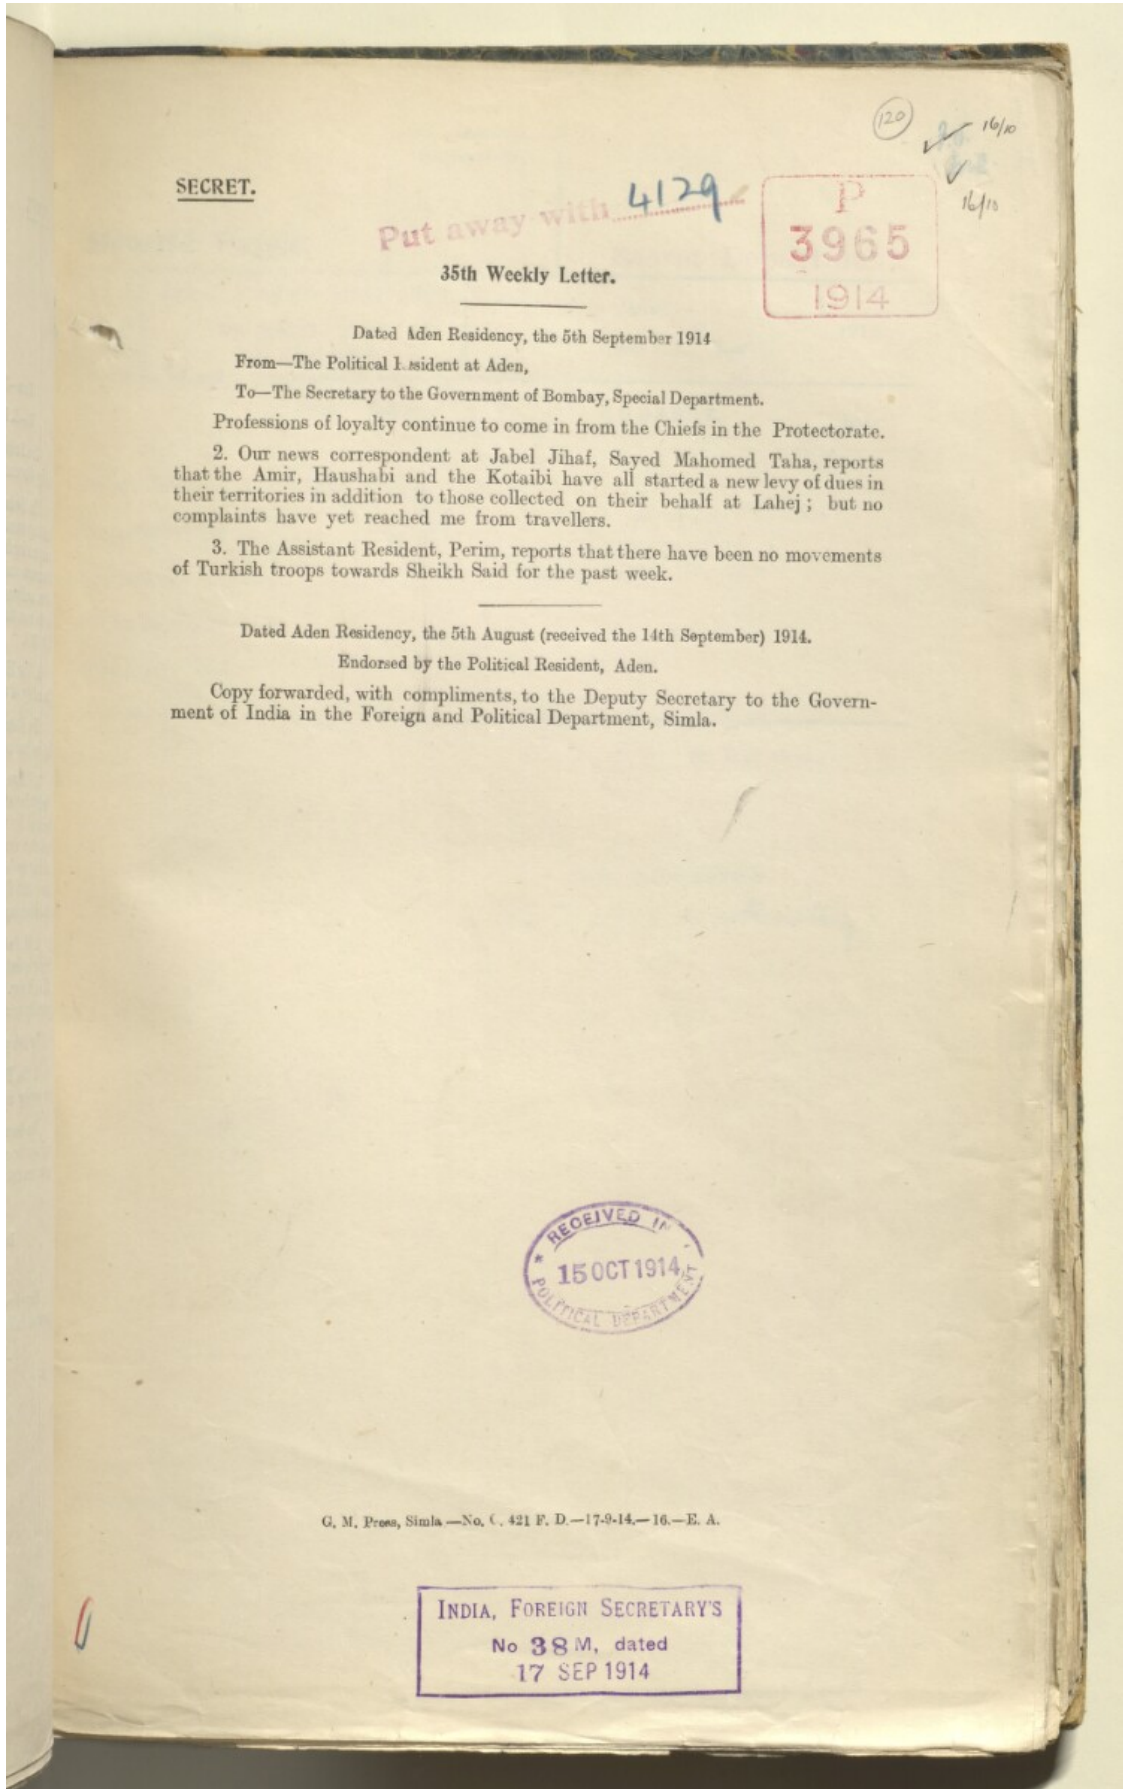 120
16/10
SECRET.
Put away with 4129
16/10
P
3965
1914
35th Weekly Letter.
Dated Aden Residency, the 5th September 1914
From—The Political Resident at Aden,
To—The Secretary to the Government of Bombay, Special Department.
Professions of loyalty continue to come in from the Chiefs in the Protectorate.
2. Our news correspondent at Jabel Jihaf, Sayed Mahomed Taha, reports
that the Amir, Haushabi and the Kotaibi have all started a new levy of dues in
their territories in addition to those collected on their behalf at Lahej; but no
complaints have yet reached me from travellers.
3. The Assistant Resident, Perim, reports that there have been no movements
of Turkish troops towards Sheikh Said for the past week.
Dated Aden Residency, the 5th August (received the 14th September) 1914.
Endorsed by the Political Resident, Aden.
Copy forwarded, with compliments, to the Deputy Secretary to the Govern-
ment of India in the Foreign and Political Department, Simla.
* RECEIVED IN
15 OCT 1914
POLITICAL DEPARTMENT
G. M. Press, Simla—No. C. 421 F. D.—17-9-14.—16.—E. A.
INDIA, FOREIGN SECRETARY'S
No 38 M, dated
17 SEP 1914